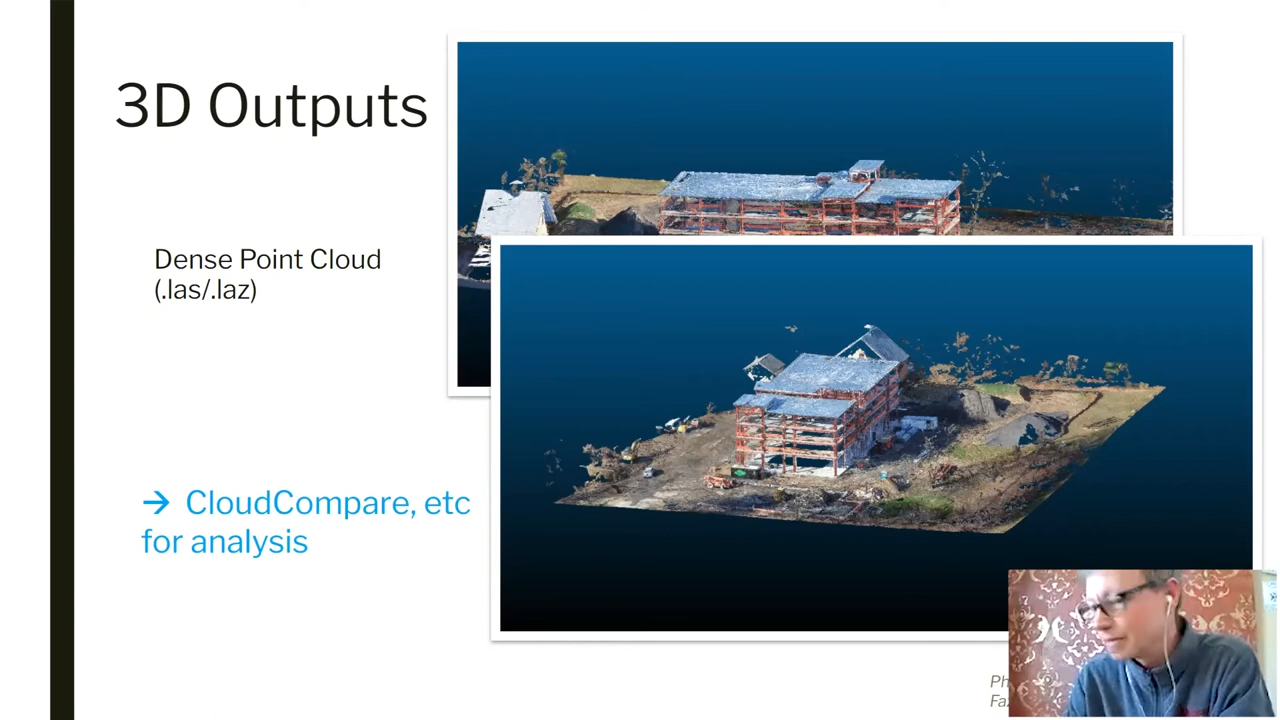 3D Outputs
Dense Point Cloud
(.las/.laz)
→ CloudCompare, etc
for analysis